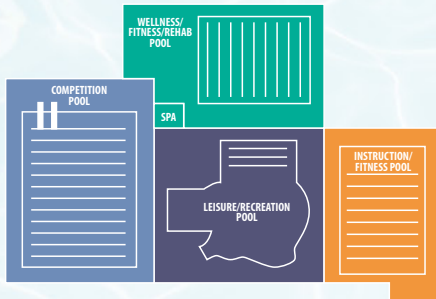 WELLNESS/
FITNESS/REHAB
POOL
COMPETITION
POOL
SPA
INSTRUCTION/
FITNESS POOL
LEISURE/RECREATION
POOL